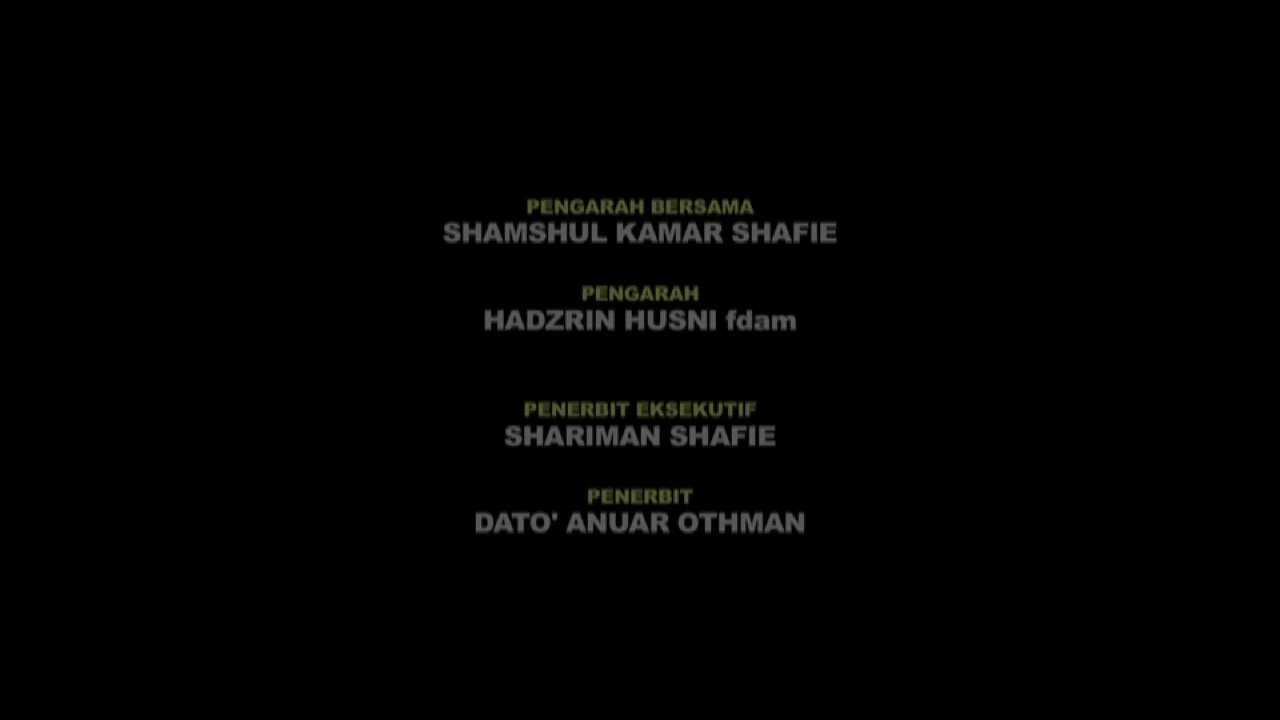 PENGARAH BERSAMA
SHAMSHUL KAMAR SHAFIE
PENGARAH
HADZRIN HUSNI fdam
PENERBIT EKSEKUTIF
SHARIMAN SHAFIE
PENERBIT
DATO' ANUAR OTHMAN